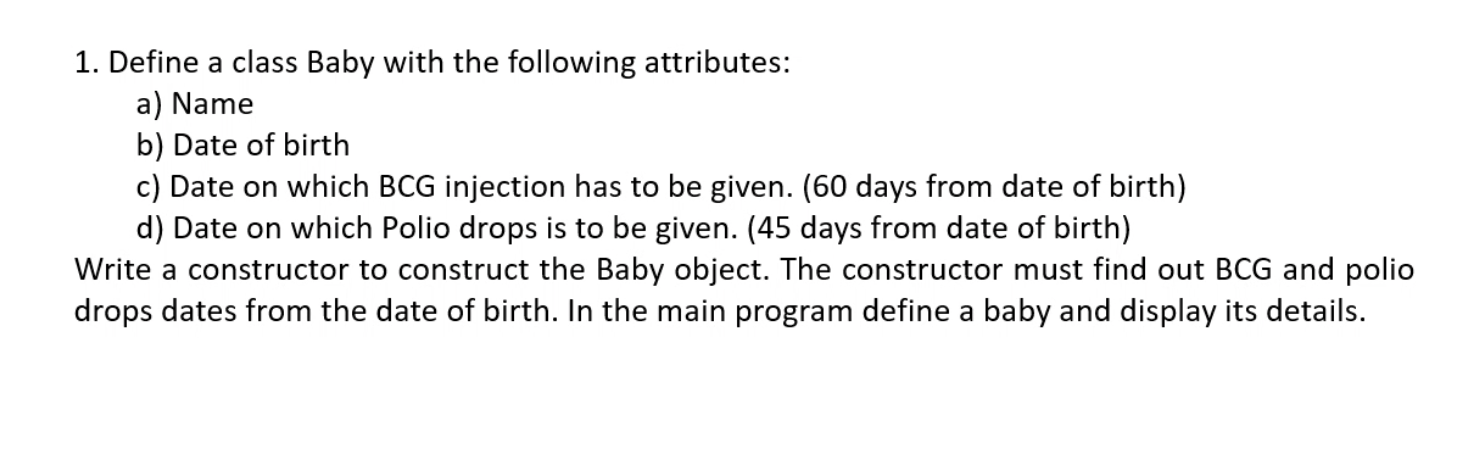 1. Define a class Baby with the following attributes:
a) Name
b) Date of birth
c) Date on which BCG injection has to be given. (60 days from date of birth)
d) Date on which Polio drops is to be given. (45 days from date of birth)
Write a constructor to construct the Baby object. The constructor must find out BCG and polio
drops dates from the date of birth. In the main program define a baby and display its details.